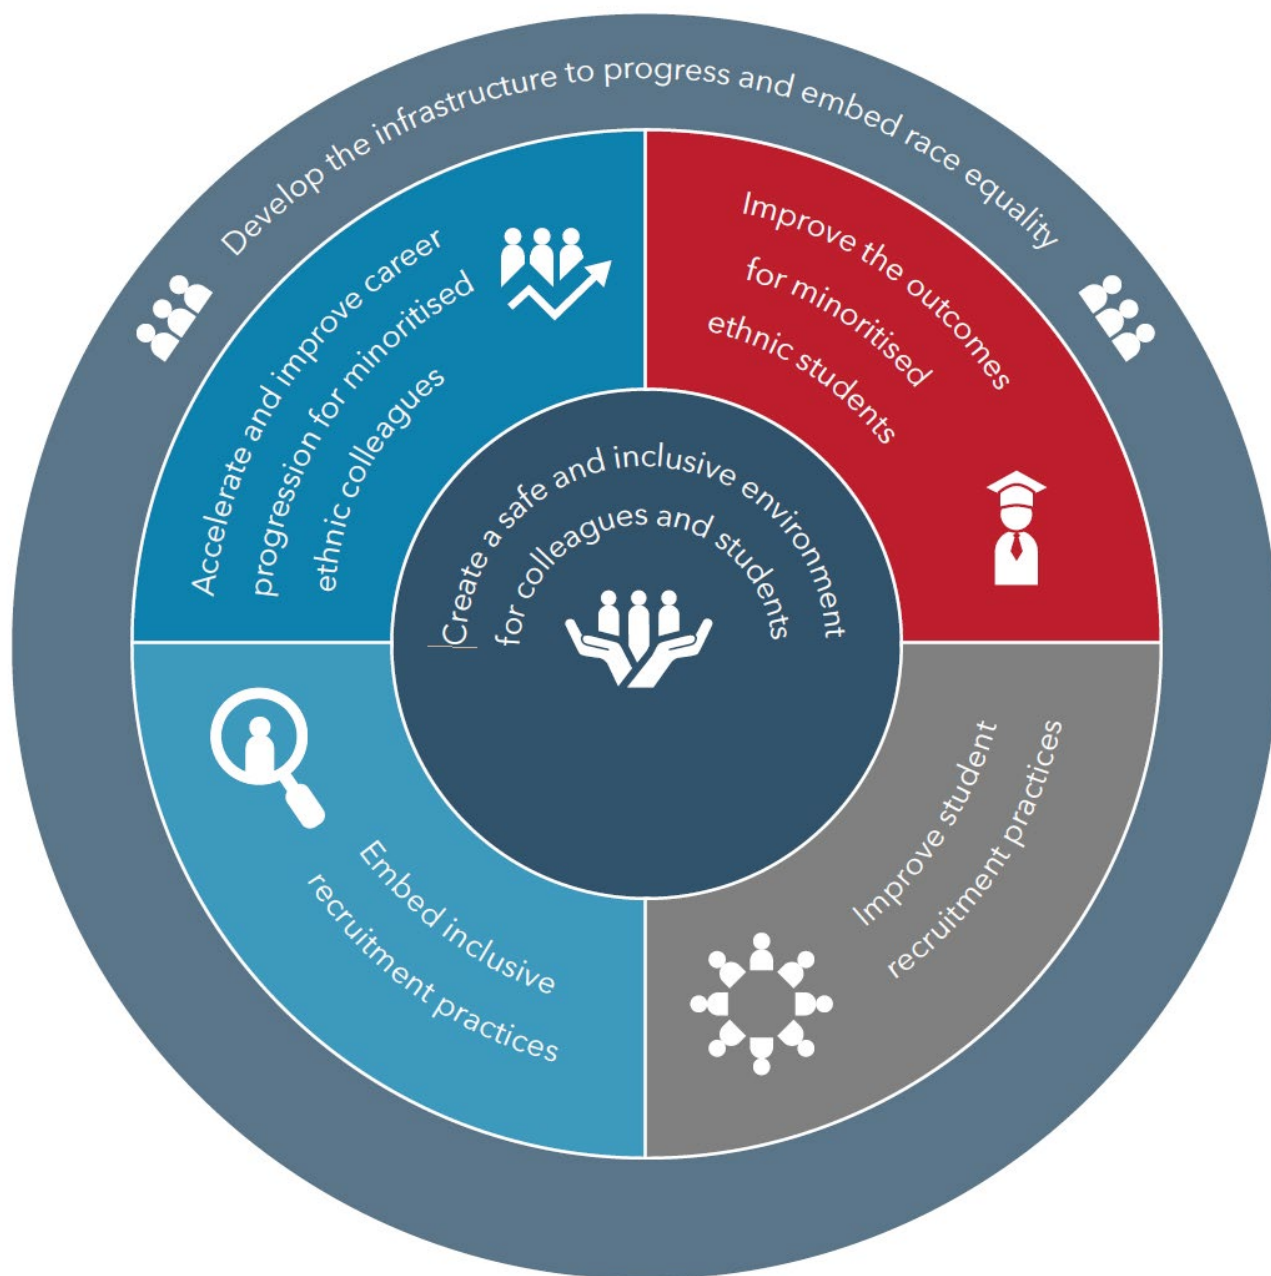 Develop the infrastructure to progress and embed race equality
Accelerate and improve career
progression for minoritised
ethnic colleagues
Improve the outcomes
for minoritised
ethnic students
Create a safe and inclusive environment
for colleagues and students
Embed inclusive
recruitment practices
Improve student
recruitment practices